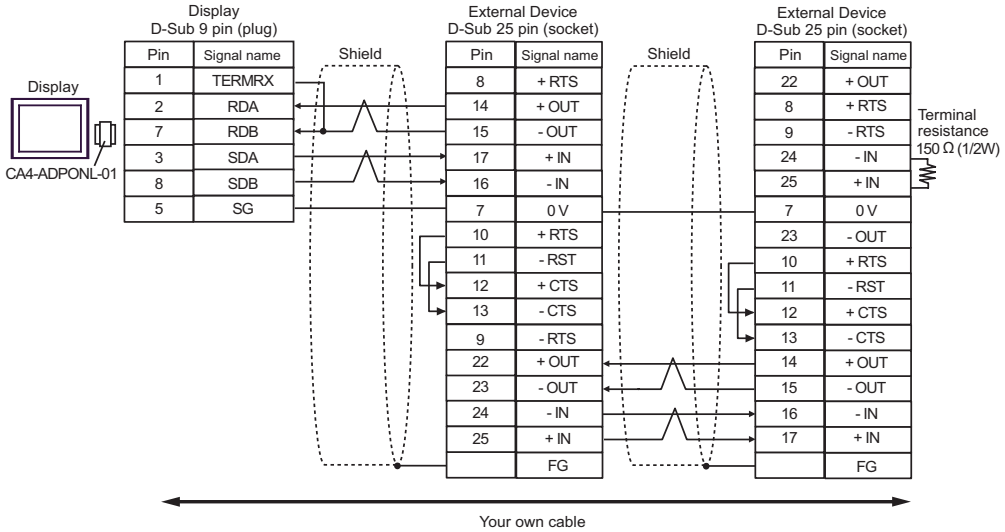 Display
D-Sub 9 pin (plug)
External Device
D-Sub 25 pin (socket)
External Device
D-Sub 25 pin (socket)
Pin Signal name Shield Pin Signal name Shield Pin Signal name
1 TERMRX 8 + RTS 22 + OUT
Display
2 RDA 14 + OUT 8 + RTS
7 RDB 15 - OUT 9 - RTS
3 SDA 17 + IN 24 - IN
8 SDB 16 - IN 25 + IN
Terminal
resistance
150 Ω (1/2W)
CA4-ADPONL-01
5 SG 7 0 V 7 0 V
10 + RTS 23 - OUT
11 - RST 10 + RTS
12 + CTS 11 - RST
13 - CTS 12 + CTS
9 - RTS 13 - CTS
22 + OUT 14 + OUT
23 - OUT 15 - OUT
24 - IN 16 - IN
25 + IN 17 + IN
FG FG
Your own cable